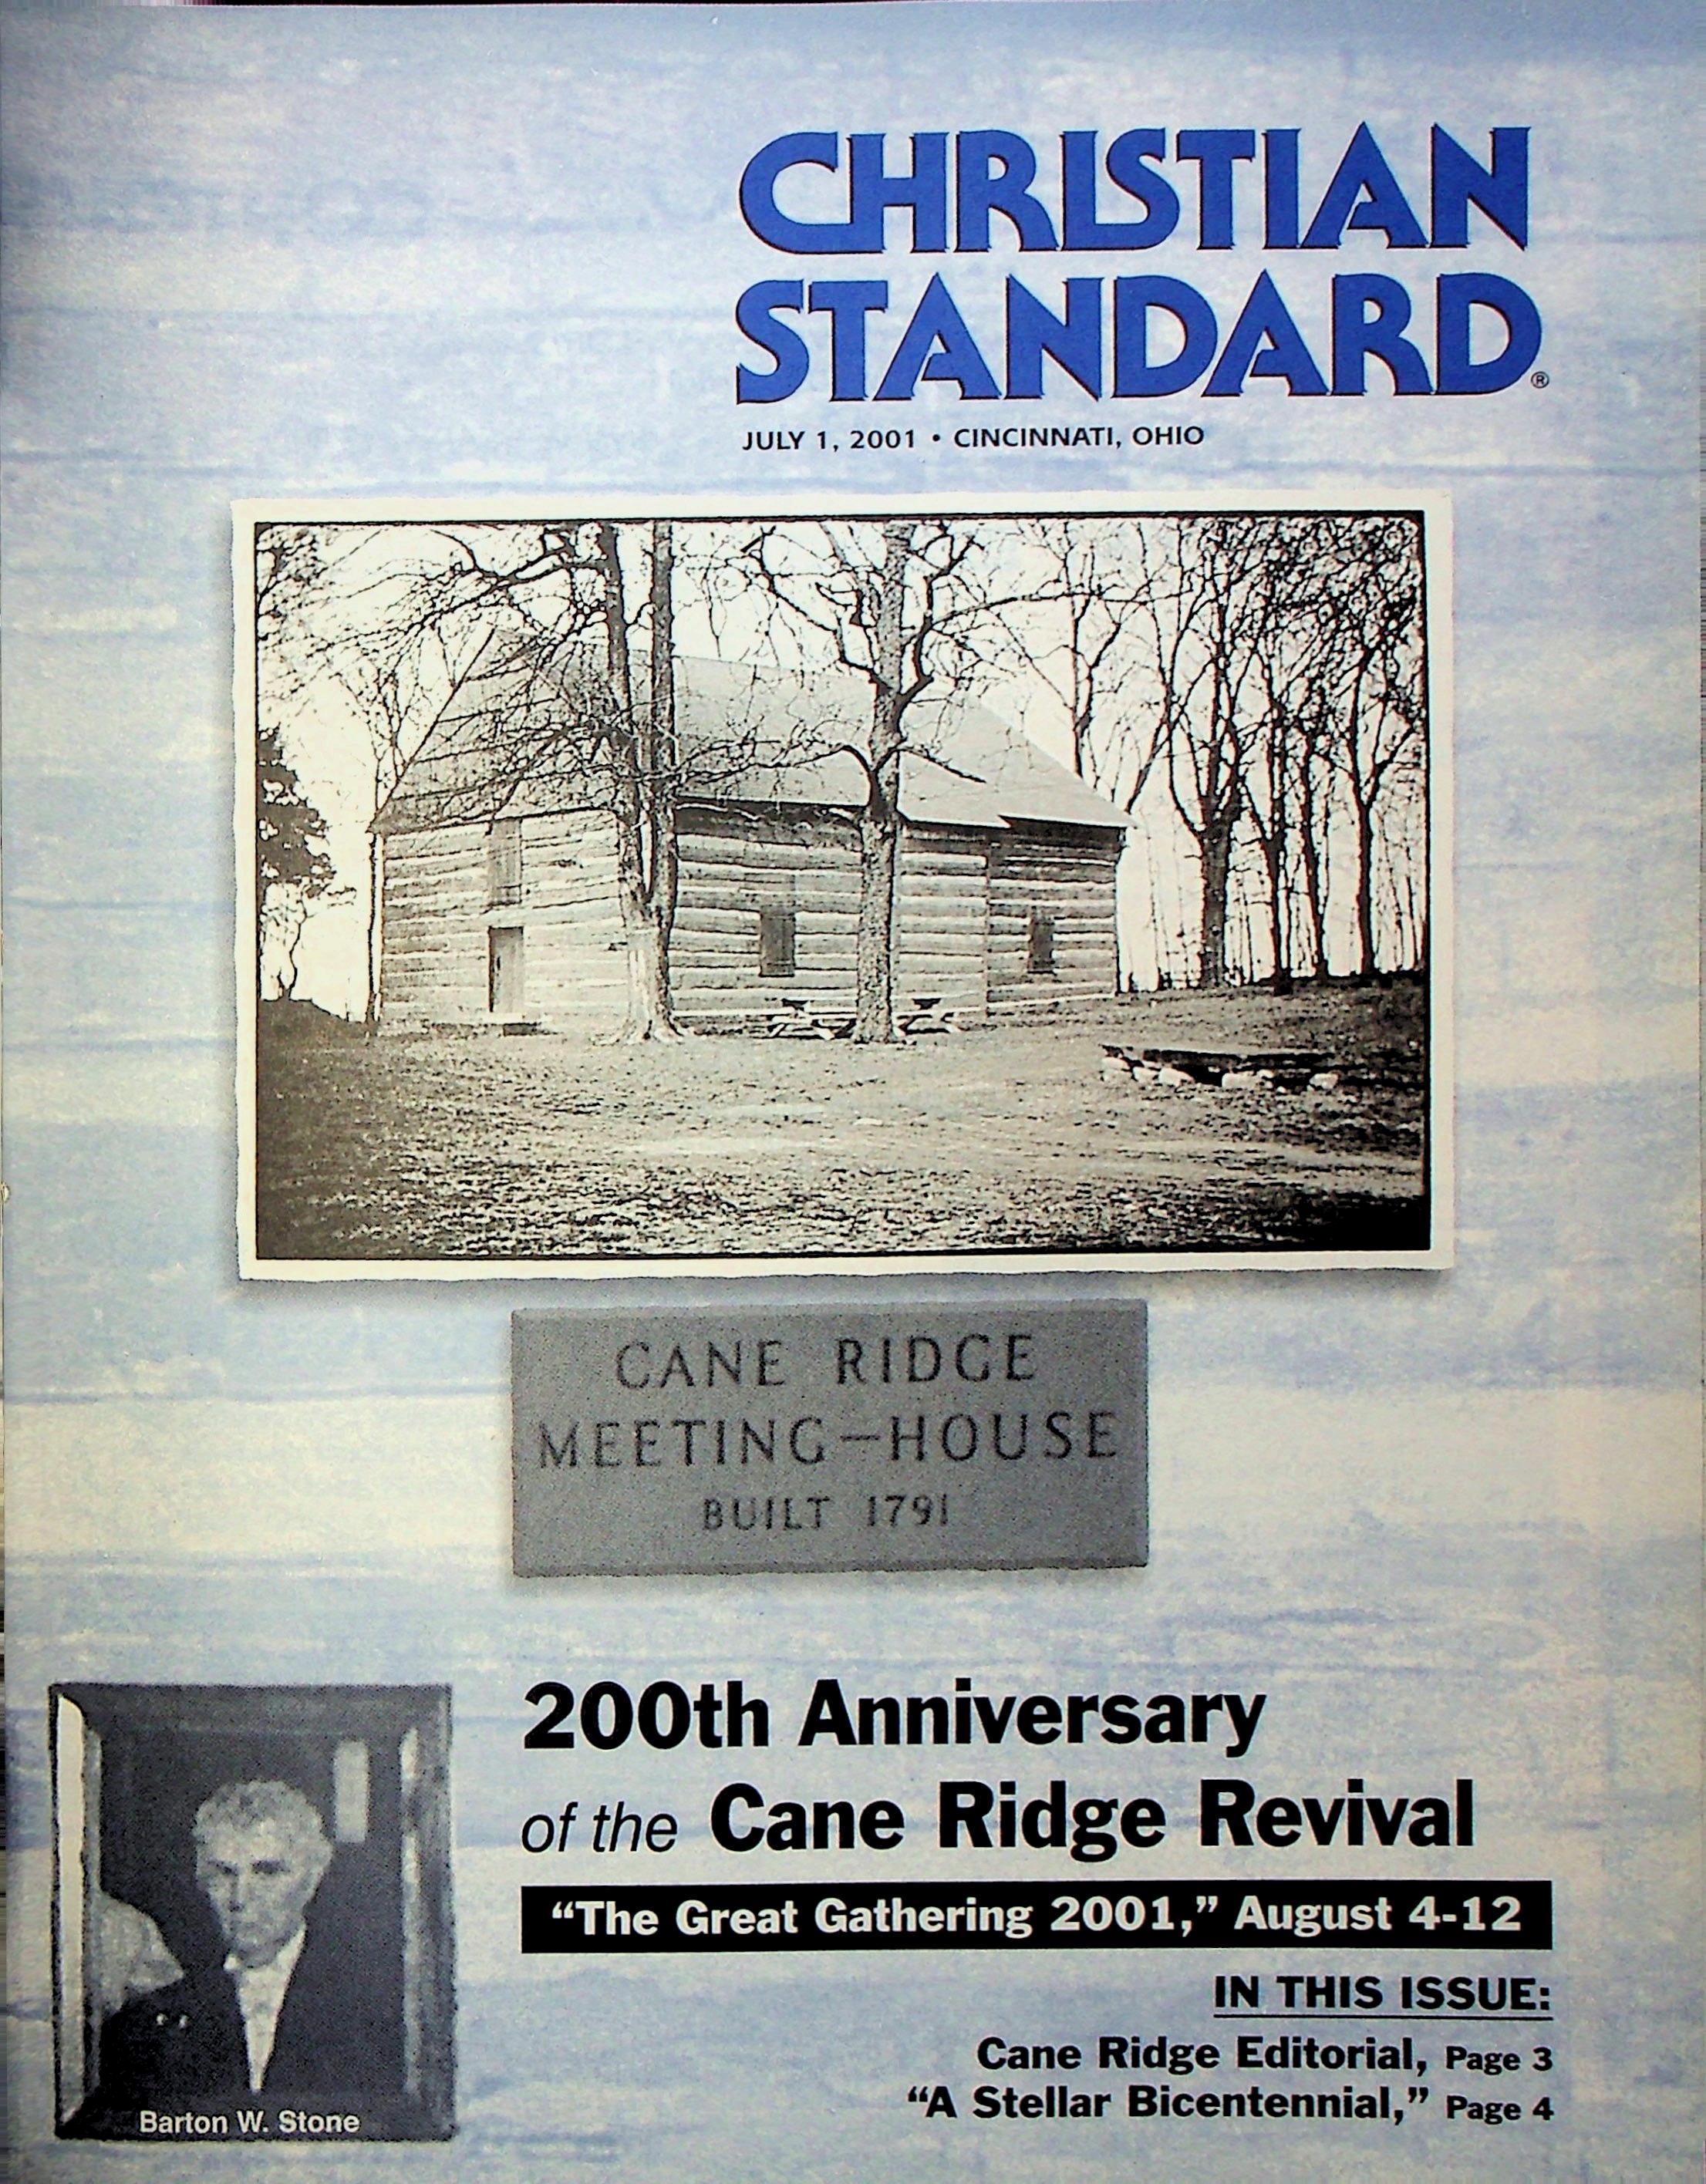 CHRISTIAN
STANDARD®
JULY 1, 2001 • CINCINNATI, OHIO
CANE RIDGE
MEETING-HOUSE
BUILT 1791
200th Anniversary
of the Cane Ridge Revival
“The Great Gathering 2001,” August 4-12
IN THIS ISSUE:
Cane Ridge Editorial, Page 3
“A Stellar Bicentennial,” Page 4
Barton W. Stone